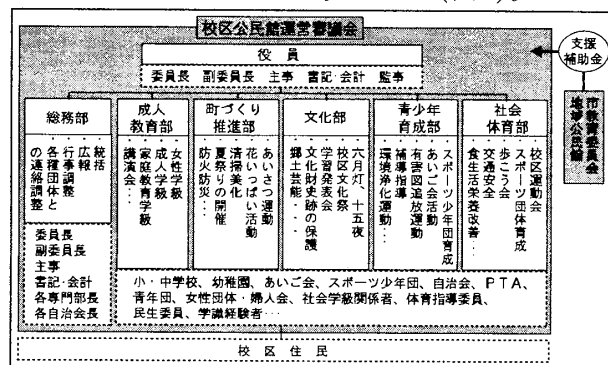 校区公民館運営審議会
役員
委員長 副委員長 主事 書記・会計 監事
支援
補助金
市教育委員会
地域公民館
総務部
・統括
・広報
・行事調整
・各種団体と
の連絡調整
委員長
副委員長
主事
書記・会計
各専門部長
各自治会長
成人
教育部
・女性学級
・成人学級
・家庭教育学級
・講演会…
町づくり
推進部
・あいさつ運動
・花いっぱい活動
・清掃美化
・夏祭りの開催
・防火防災…
文化部
・六月灯、十五夜
・校区文化祭
・学習発表会
・文化財史跡の保護
・郷土芸能…
青少年
育成部
・スポーツ少年団育成
・あいご会活動
・有害図書追放運動
・補導指導
・環境浄化運動…
社会
体育部
・校区運動会
・スポーツ団体育成
・歩こう会
・交通安全
・食生活栄養改善…
小・中学校、幼稚園、あいご会、スポーツ少年団、自治会、PTA、
青年団、女性団体・婦人会、社会学級関係者、体育指導委員、
民生委員、学識経験者…
校区住民